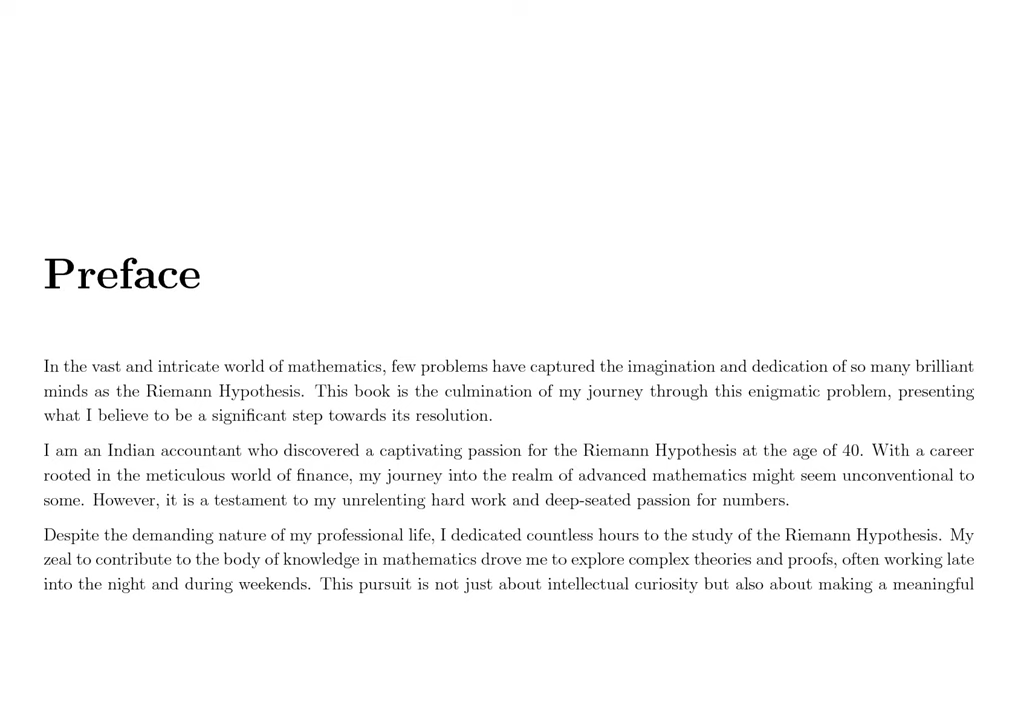 Preface
In the vast and intricate world of mathematics, few problems have captured the imagination and dedication of so many brilliant
minds as the Riemann Hypothesis. This book is the culmination of my journey through this enigmatic problem, presenting
what I believe to be a significant step towards its resolution.
I am an Indian accountant who discovered a captivating passion for the Riemann Hypothesis at the age of 40. With a career
rooted in the meticulous world of finance, my journey into the realm of advanced mathematics might seem unconventional to
some. However, it is a testament to my unrelenting hard work and deep-seated passion for numbers.
Despite the demanding nature of my professional life, I dedicated countless hours to the study of the Riemann Hypothesis. My
zeal to contribute to the body of knowledge in mathematics drove me to explore complex theories and proofs, often working late
into the night and during weekends. This pursuit is not just about intellectual curiosity but also about making a meaningful